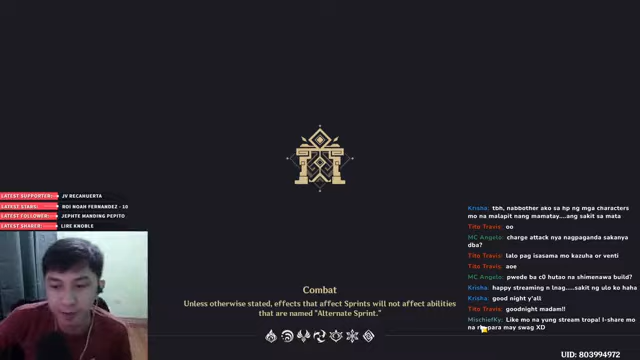 LATEST SUPPORTER: JV RECAHUERTA
LATEST STARS: ROI NOAH FERNANDEZ - 10
LATEST FOLLOWER: JEPHTE MANDING PEPITO
LATEST SHARER: LIRE KNOBLE
Krisha: tbh, nabbother ako sa hp ng mga characters
mo na malapit nang mamatay....ang sakit sa mata
Tito Travis: oo
MC Angelo: charge attack nya nagpaganda sakanya
dba?
Tito Travis: lalo pag isasama mo kazuha or venti
Tito Travis: aoe
MC Angelo: pwede ba c0 hutao na shimenawa build?
Krisha: happy streaming n lnag.....sakit ng ulo ko haha
Krisha: good night y'all
Tito Travis: goodnight madam!!
MischiefKy: Like mo na yung stream tropa! I-share mo
na para may swag XD
Combat
Unless otherwise stated, effects that affect Sprints will not affect abilities
that are named "Alternate Sprint."
UID: 803994972